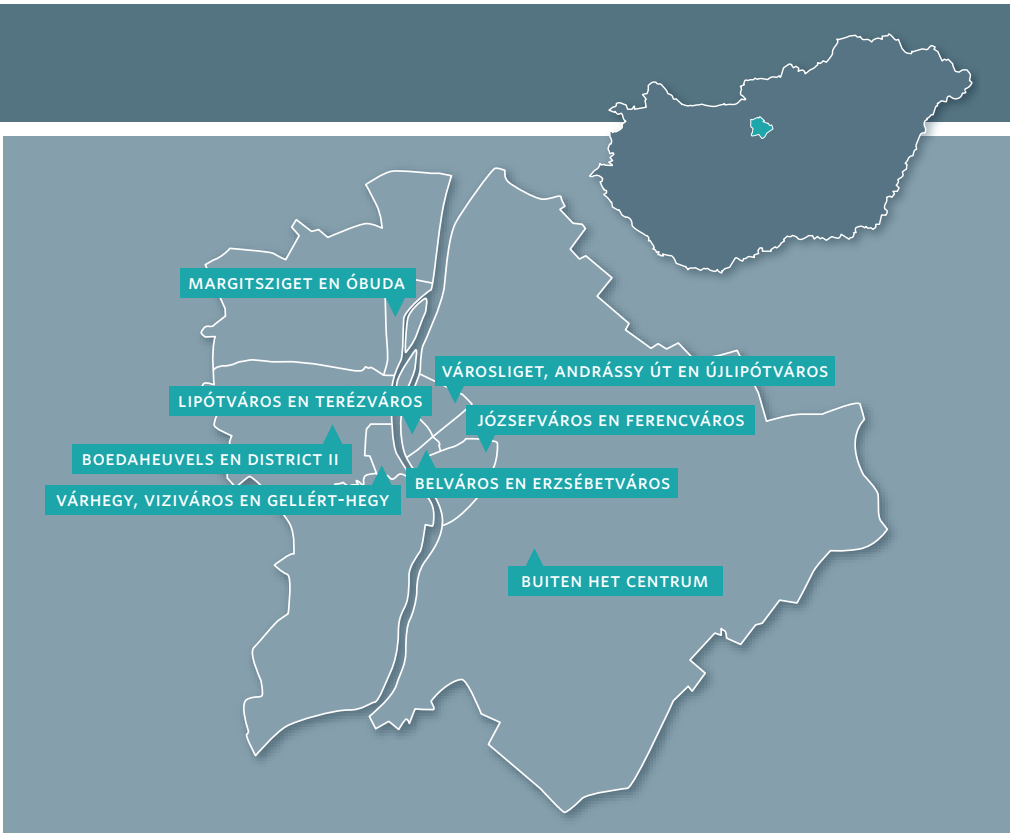 MARGITSZIGET EN ÓBUDA
VÁROSLIGET, ANDRÁSSY ÚT EN ÚJLIPÓTVÁROS
LIPÓTVÁROS EN TERÉZVÁROS
JÓZSEFVÁROS EN FERENCVÁROS
BOEDAHEUVELS EN DISTRICT II
BELVÁROS EN ERZSÉBETVÁROS
VÁRHEGY, VIZIVÁROS EN GELLÉRT-HEGY
BUITEN HET CENTRUM